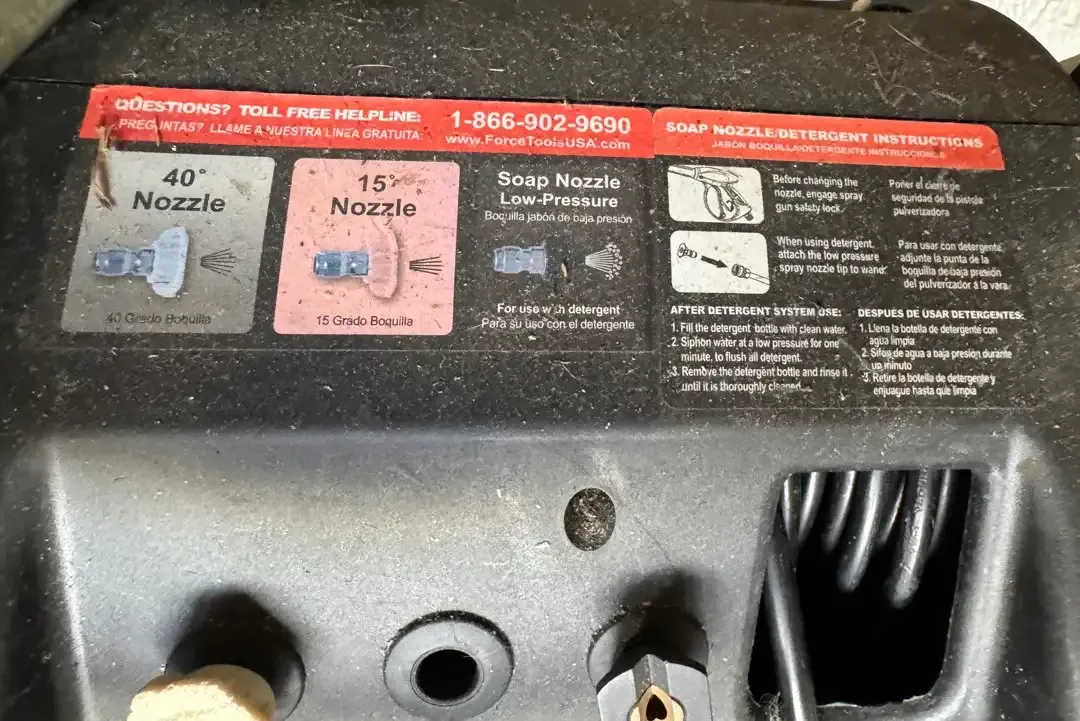 QUESTIONS? TOLL FREE HELPLINE:
PREGUNTAS? LLAME A NUESTRA LINEA GRATUITA
1-866-902-9690
www.ForceToolsUSA.com
40° Nozzle
40 Grado Boquilla
15° Nozzle
15 Grado Boquilla
Soap Nozzle
Low-Pressure
Boquilla jabón de baja presión
For use with detergent
Para su uso con el detergente
SOAP NOZZLE/DETERGENT INSTRUCTIONS
JABÓN BOQUILLA/DETERGENTE INSTRUCCIONES
Before changing the
nozzle, engage spray
gun safety lock.
Poner el cierre de
seguridad de la pistola
pulverizadora
When using detergent,
attach the low pressure
spray nozzle tip to wand
Para usar con detergente
adjunte la punta de la
boquilla de baja presión
del pulverizador á la vara
AFTER DETERGENT SYSTEM USE:
1. Fill the detergent bottle with clean water.
2. Siphon water at a low pressure for one
minute, to flush all detergent.
3. Remove the detergent bottle and rinse it
until it is thoroughly cleaned
DESPUÉS DE USAR DETERGENTES:
1. Llena la botella de detergente con
agua limpia
2. Sifou de agua a baja presión durante
un minuto
3. Retire la botella de detergente y
enjuague hasta que limpia